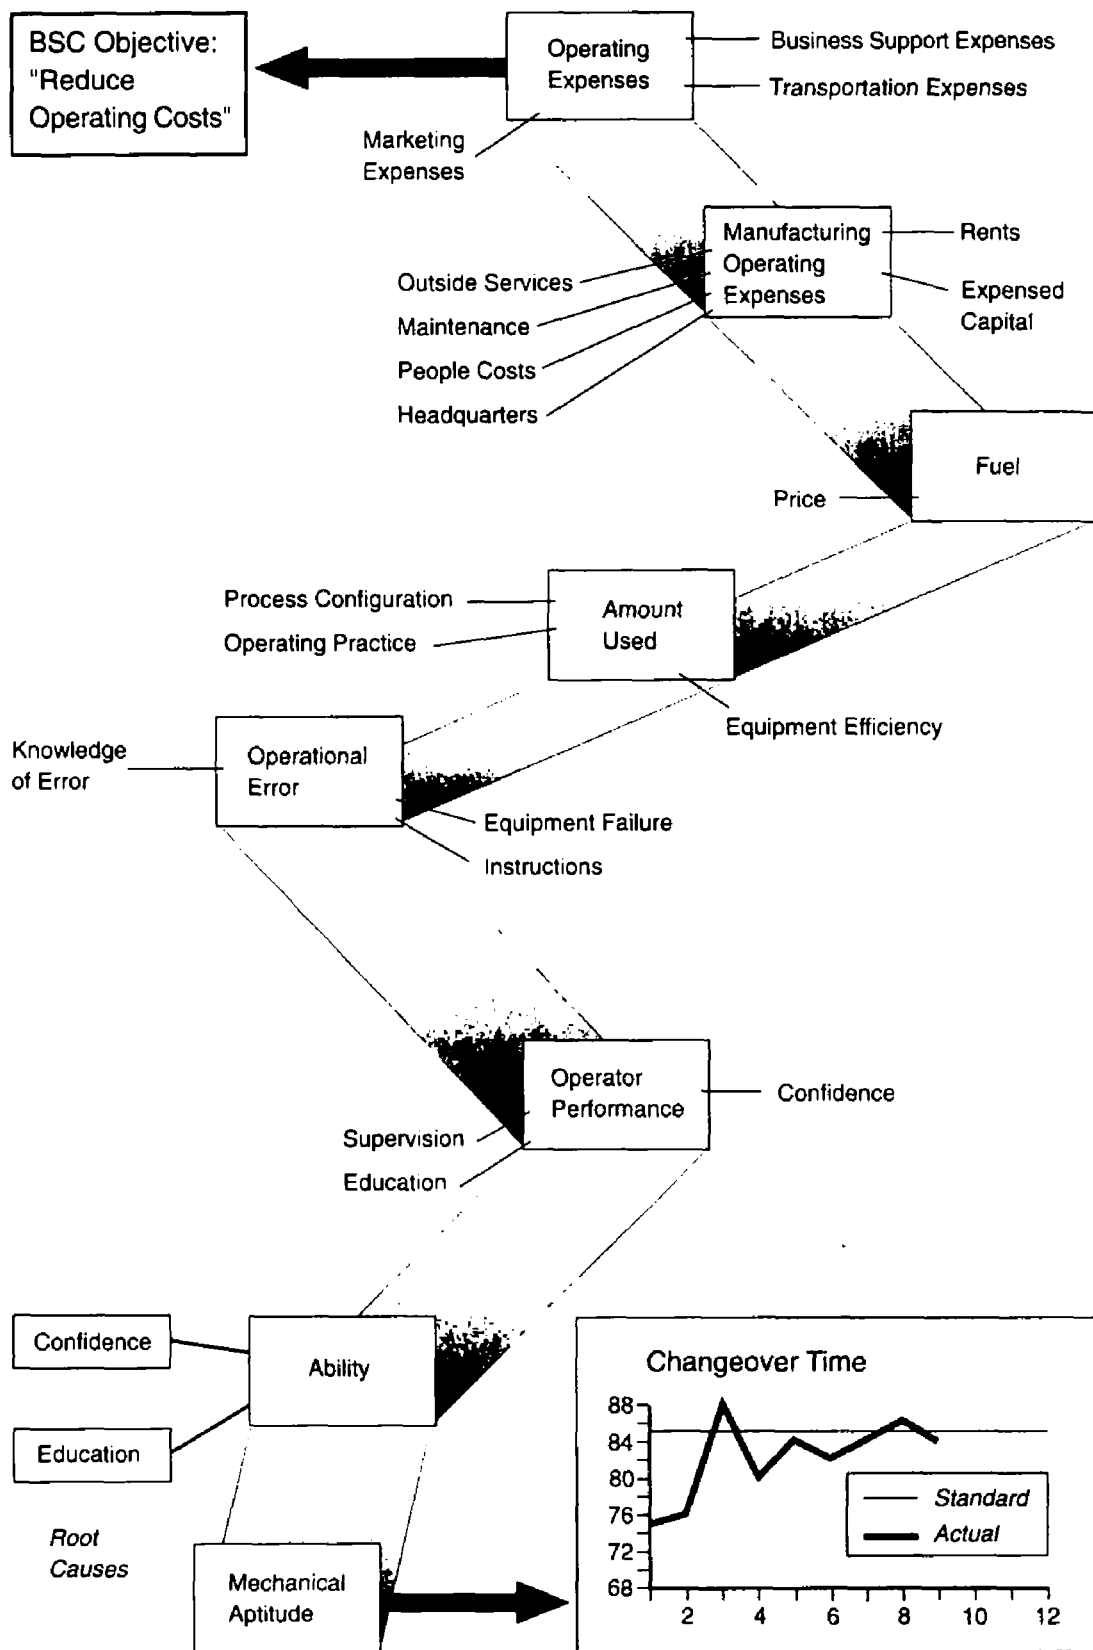 BSC Objective:
"Reduce
Operating Costs"
Operating
Expenses
Business Support Expenses
Transportation Expenses
Marketing
Expenses
Manufacturing
Operating
Expenses
Rents
Expensed
Capital
Outside Services
Maintenance
People Costs
Headquarters
Fuel
Price
Process Configuration
Operating Practice
Amount
Used
Equipment Efficiency
Knowledge
of Error
Operational
Error
Equipment Failure
Instructions
Operator
Performance
Confidence
Supervision
Education
Confidence
Ability
Education
Root
Causes
Mechanical
Aptitude
Changeover Time
88
84
80
76
72
68
2
4
6
8
10
12
Standard
Actual